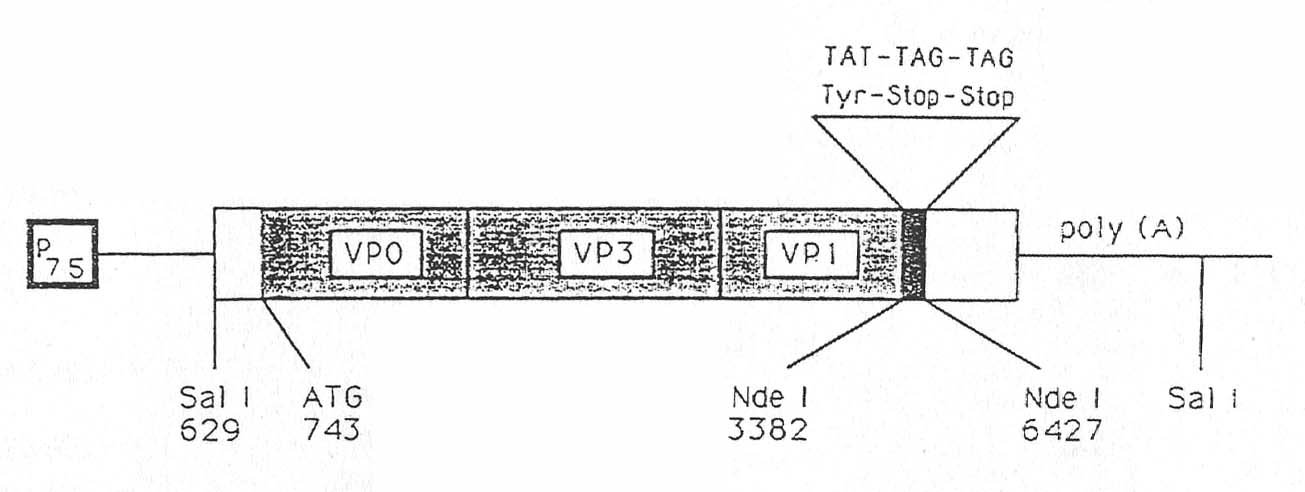 TAT-TAG-TAG
Tyr-Stop-Stop
P75
VP0
VP3
VP1
poly (A)
Sal I
629
ATG
743
Nde I
3382
Nde I
6427
Sal I